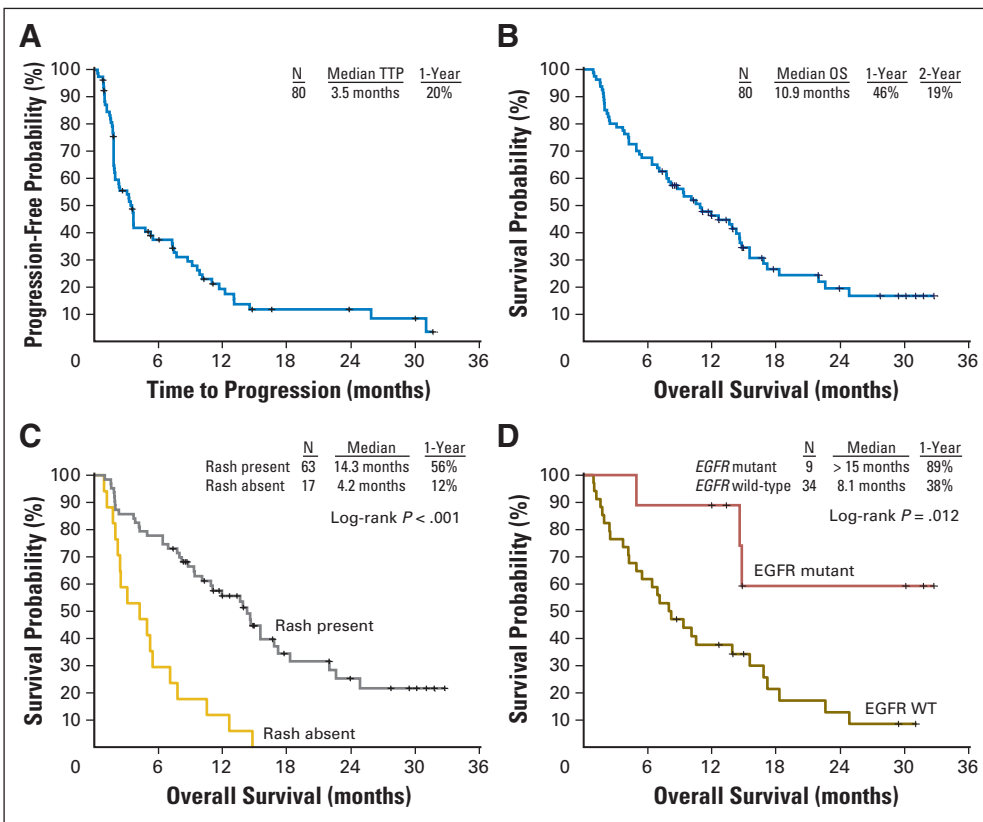 A
N Median TTP 1-Year
80 3.5 months 20%
Progression-Free Probability (%)
100
90
80
70
60
50
40
30
20
10
0 6 12 18 24 30 36
Time to Progression (months)
B
N Median OS 1-Year 2-Year
80 10.9 months 46% 19%
Survival Probability (%)
100
90
80
70
60
50
40
30
20
10
0 6 12 18 24 30 36
Overall Survival (months)
C
N Median 1-Year
Rash present 63 14.3 months 56%
Rash absent 17 4.2 months 12%
Log-rank P < .001
Survival Probability (%)
100
90
80
70
60
50
40
30
20
10
Rash present
Rash absent
0 6 12 18 24 30 36
Overall Survival (months)
D
N Median 1-Year
EGFR mutant 9 > 15 months 89%
EGFR wild-type 34 8.1 months 38%
Log-rank P = .012
Survival Probability (%)
100
90
80
70
60
50
40
30
20
10
EGFR mutant
EGFR WT
0 6 12 18 24 30 36
Overall Survival (months)